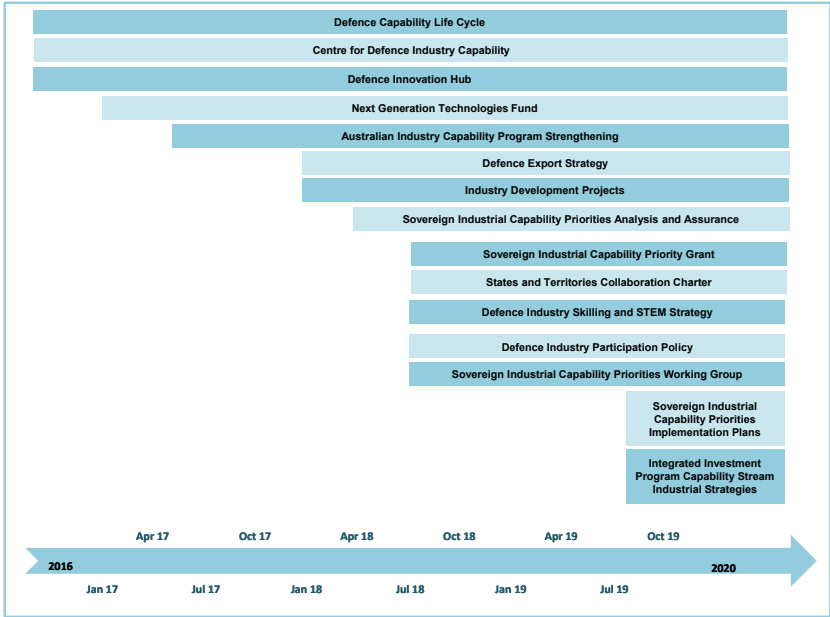 Defence Capability Life Cycle
Centre for Defence Industry Capability
Defence Innovation Hub
Next Generation Technologies Fund
Australian Industry Capability Program Strengthening
Defence Export Strategy
Industry Development Projects
Sovereign Industrial Capability Priorities Analysis and Assurance
Sovereign Industrial Capability Priority Grant
States and Territories Collaboration Charter
Defence Industry Skilling and STEM Strategy
Defence Industry Participation Policy
Sovereign Industrial Capability Priorities Working Group
Sovereign Industrial
Capability Priorities
Implementation Plans
Integrated Investment
Program Capability Stream
Industrial Strategies
Apr 17 Oct 17 Apr 18 Oct 18 Apr 19 Oct 19
2016 2020
Jan 17 Jul 17 Jan 18 Jul 18 Jan 19 Jul 19